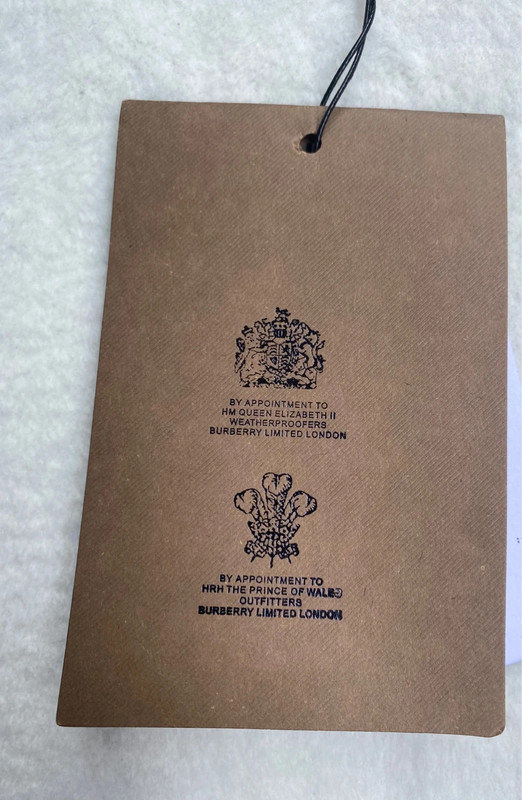 BY APPOINTMENT TO
HM QUEEN ELIZABETH II
WEATHERPROOFERS
BURBERRY LIMITED LONDON
BY APPOINTMENT TO
HRH THE PRINCE OF WALES
OUTFITTERS
BURBERRY LIMITED LONDON